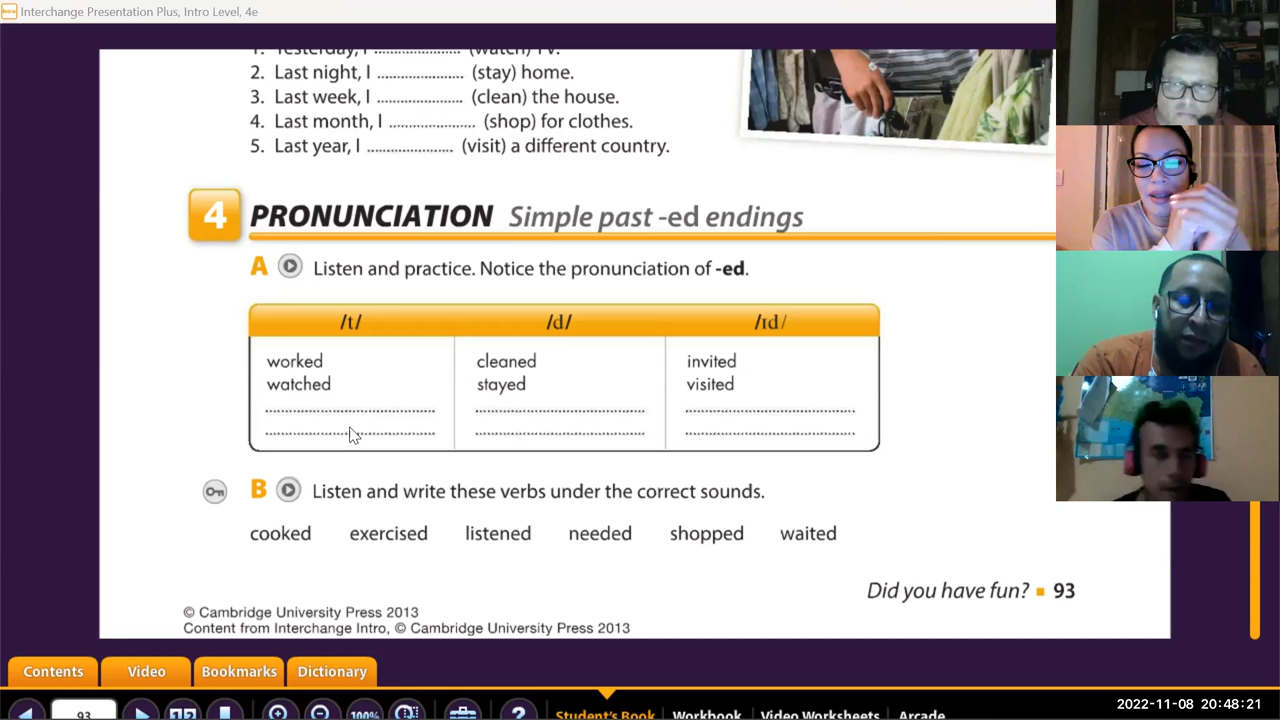 Interchange Presentation Plus, Intro Level, 4e
1. Yesterday, I ...................... (watch) TV.
2. Last night, I ...................... (stay) home.
3. Last week, I ...................... (clean) the house.
4. Last month, I ...................... (shop) for clothes.
5. Last year, I ...................... (visit) a different country.
4 PRONUNCIATION Simple past -ed endings
A Listen and practice. Notice the pronunciation of -ed.
/t/ /d/ /ɪd/
worked cleaned invited
watched stayed visited
B Listen and write these verbs under the correct sounds.
cooked exercised listened needed shopped waited
Did you have fun? ▪ 93
© Cambridge University Press 2013
Content from Interchange Intro, © Cambridge University Press 2013
Contents Video Bookmarks Dictionary
93 100% ? Student's Book Workbook Video Worksheets Arcade
2022-11-08 20:48:21